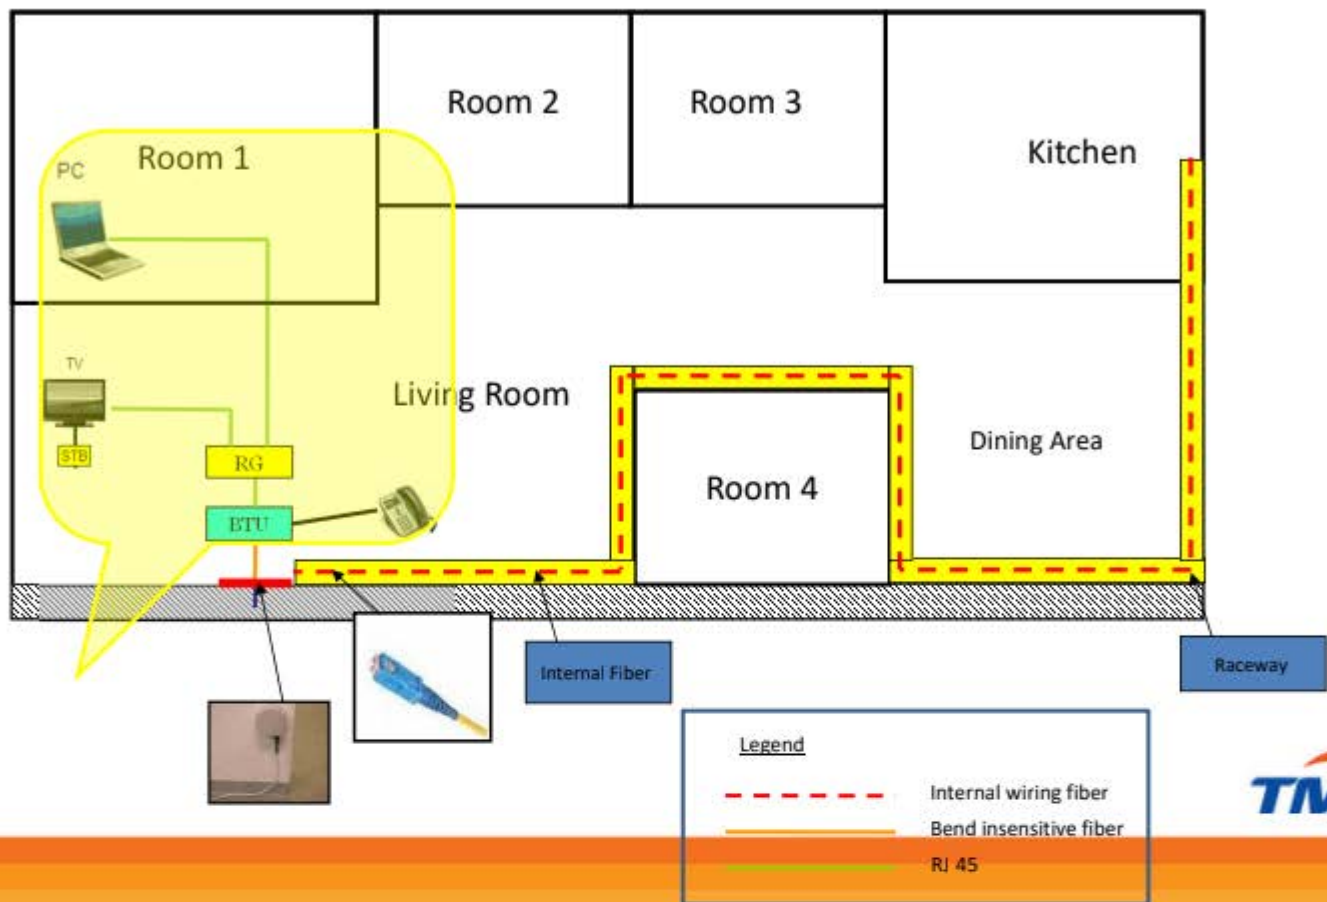 Room 2
Room 3
Kitchen
Room 1
PC
TV
Living Room
STB
RG
Dining Area
Room 4
BTU
Internal Fiber
Raceway
Legend
Internal wiring fiber
Bend insensitive fiber
RJ 45
TM